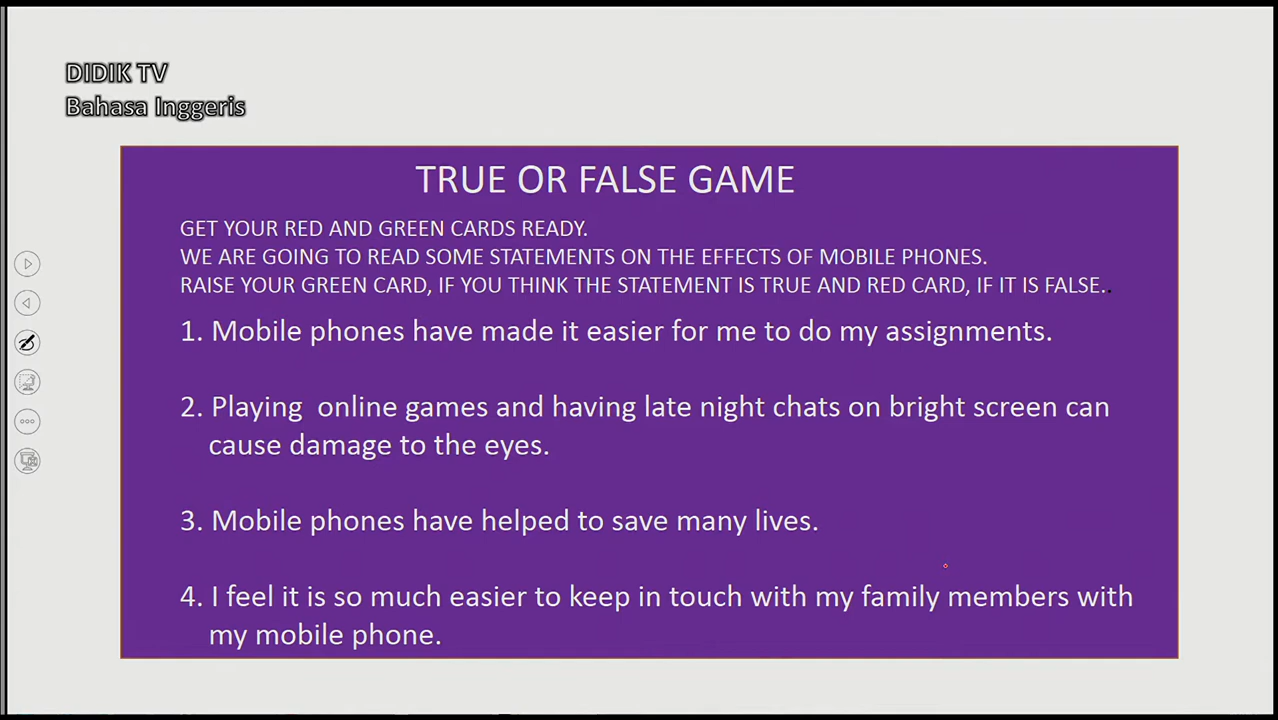 DIDIK TV
Bahasa Inggeris
TRUE OR FALSE GAME
GET YOUR RED AND GREEN CARDS READY.
WE ARE GOING TO READ SOME STATEMENTS ON THE EFFECTS OF MOBILE PHONES.
RAISE YOUR GREEN CARD, IF YOU THINK THE STATEMENT IS TRUE AND RED CARD, IF IT IS FALSE..
1. Mobile phones have made it easier for me to do my assignments.
2. Playing  online games and having late night chats on bright screen can
cause damage to the eyes.
3. Mobile phones have helped to save many lives.
4. I feel it is so much easier to keep in touch with my family members with
my mobile phone.